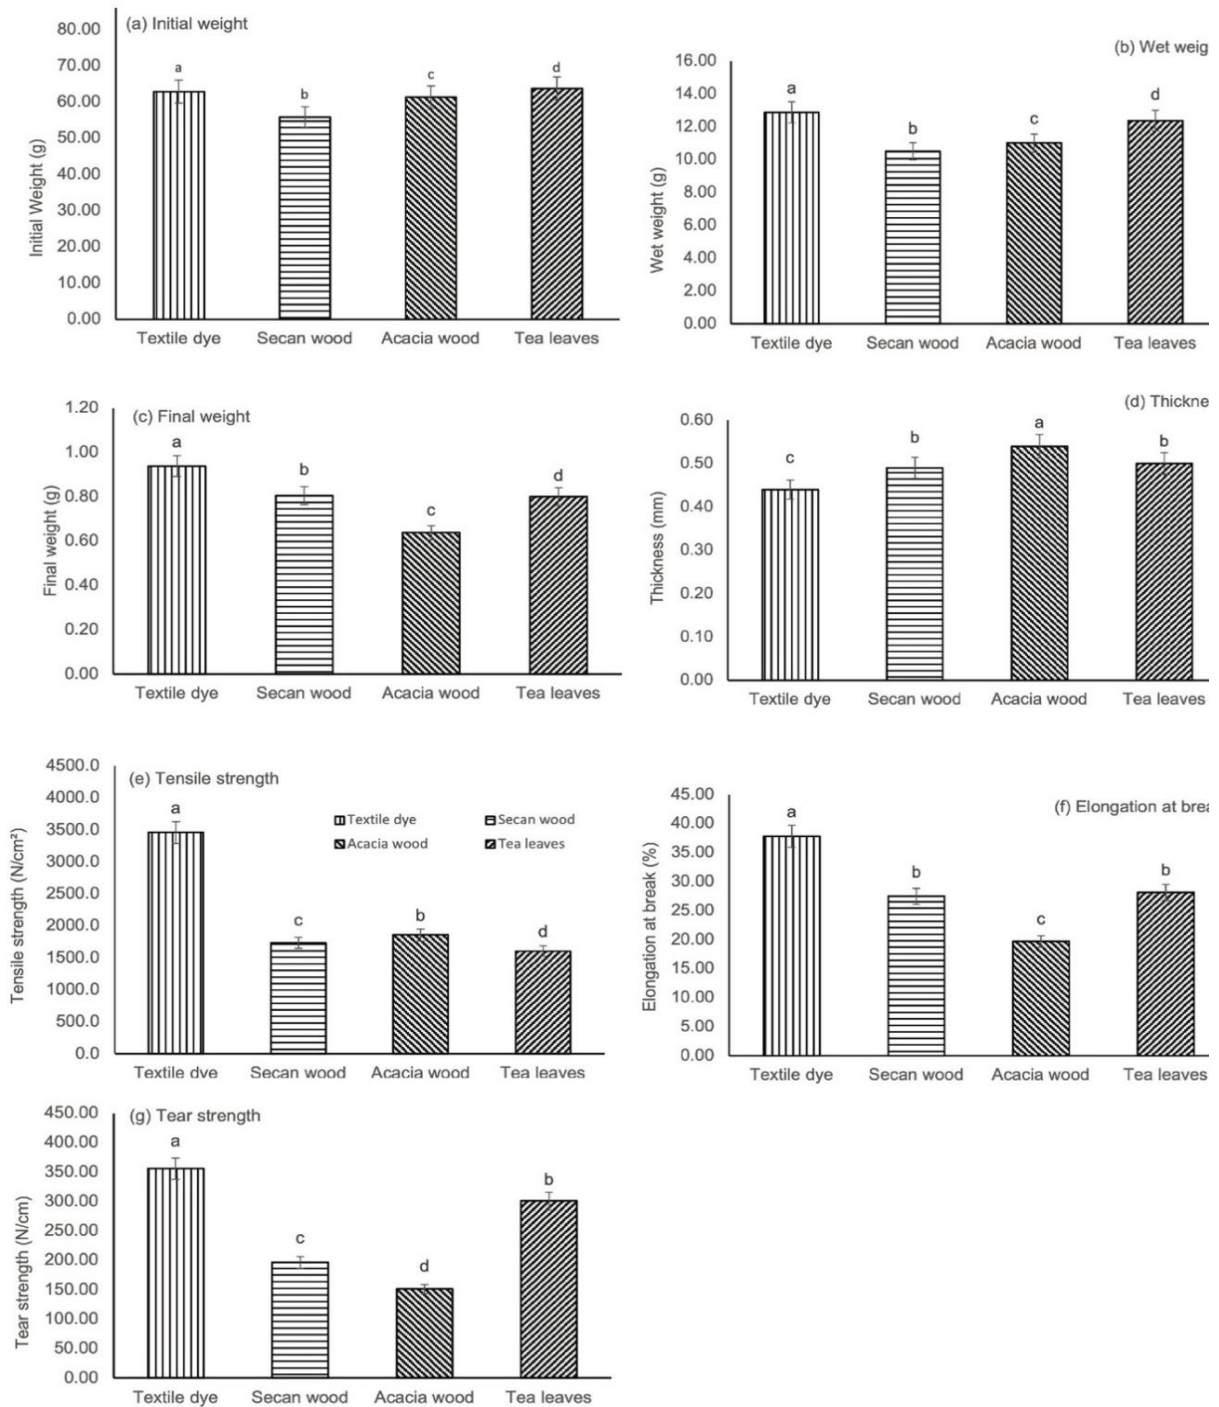 (a) Initial weight
80.00
70.00
60.00
50.00
40.00
30.00
20.00
10.00
0.00
Initial Weight (g)
a
b
c
d
Textile dye Secan wood Acacia wood Tea leaves
(b) Wet weig
16.00
14.00
12.00
10.00
8.00
6.00
4.00
2.00
0.00
Wet weight (g)
a
b
c
d
Textile dye Secan wood Acacia wood Tea leaves
(c) Final weight
1.20
1.00
0.80
0.60
0.40
0.20
0.00
Final weight (g)
a
b
c
d
Textile dye Secan wood Acacia wood Tea leaves
(d) Thickne
0.60
0.50
0.40
0.30
0.20
0.10
0.00
Thickness (mm)
c
b
a
b
Textile dye Secan wood Acacia wood Tea leaves
(e) Tensile strength
4500.0
4000.0
3500.0
3000.0
2500.0
2000.0
1500.0
1000.0
500.0
0.0
Tensile strength (N/cm²)
Textile dye Secan wood
Acacia wood Tea leaves
a
c
b
d
Textile dye Secan wood Acacia wood Tea leaves
(f) Elongation at brea
45.00
40.00
35.00
30.00
25.00
20.00
15.00
10.00
5.00
0.00
Elongation at break (%)
a
b
c
b
Textile dye Secan wood Acacia wood Tea leaves
(g) Tear strength
450.00
400.00
350.00
300.00
250.00
200.00
150.00
100.00
50.00
0.00
Tear strength (N/cm)
a
c
d
b
Textile dye Secan wood Acacia wood Tea leaves